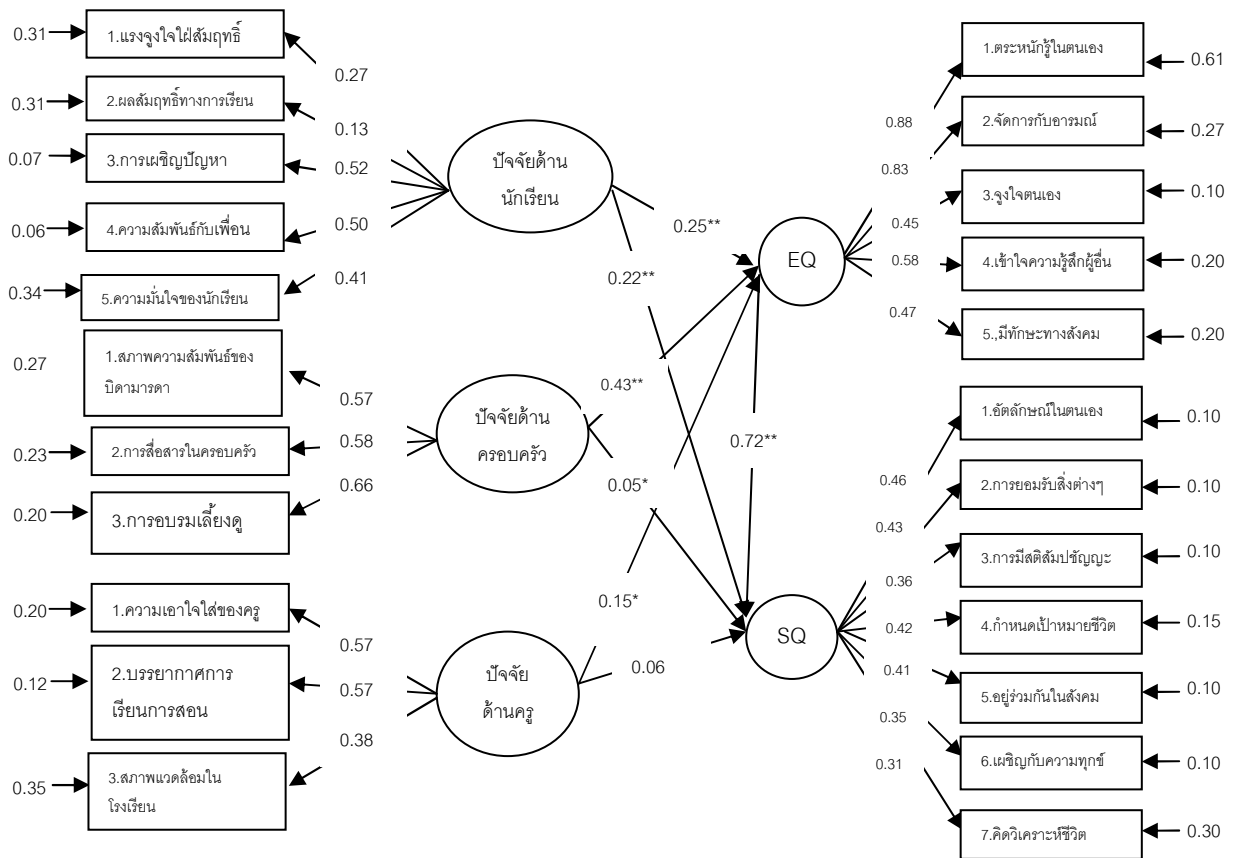 0.31
1.แรงจูงใจใฝ่สัมฤทธิ์
0.27
0.31
2.ผลสัมฤทธิ์ทางการเรียน
0.13
0.07
3.การเผชิญปัญหา
0.52
0.06
4.ความสัมพันธ์กับเพื่อน
0.50
0.34
5.ความมั่นใจของนักเรียน
0.41
0.27
1.สภาพความสัมพันธ์ของ
บิดามารดา
0.57
0.23
2.การสื่อสารในครอบครัว
0.58
0.20
3.การอบรมเลี้ยงดู
0.66
0.20
1.ความเอาใจใส่ของครู
0.57
0.12
2.บรรยากาศการ
เรียนการสอน
0.57
0.35
3.สภาพแวดล้อมใน
โรงเรียน
0.38
ปัจจัยด้าน
นักเรียน
ปัจจัยด้าน
ครอบครัว
ปัจจัย
ด้านครู
0.25**
0.22**
0.43**
0.72**
0.05*
0.15*
0.06
EQ
SQ
0.88
1.ตระหนักรู้ในตนเอง
0.61
0.83
2.จัดการกับอารมณ์
0.27
0.45
3.จูงใจตนเอง
0.10
0.58
4.เข้าใจความรู้สึกผู้อื่น
0.20
0.47
5.,มีทักษะทางสังคม
0.20
0.46
1.อัตลักษณ์ในตนเอง
0.10
0.43
2.การยอมรับสิ่งต่างๆ
0.10
0.36
3.การมีสติสัมปชัญญะ
0.10
0.42
4.กำหนดเป้าหมายชีวิต
0.15
0.41
5.อยู่ร่วมกันในสังคม
0.10
0.35
6.เผชิญกับความทุกข์
0.10
0.31
7.คิดวิเคราะห์ชีวิต
0.30